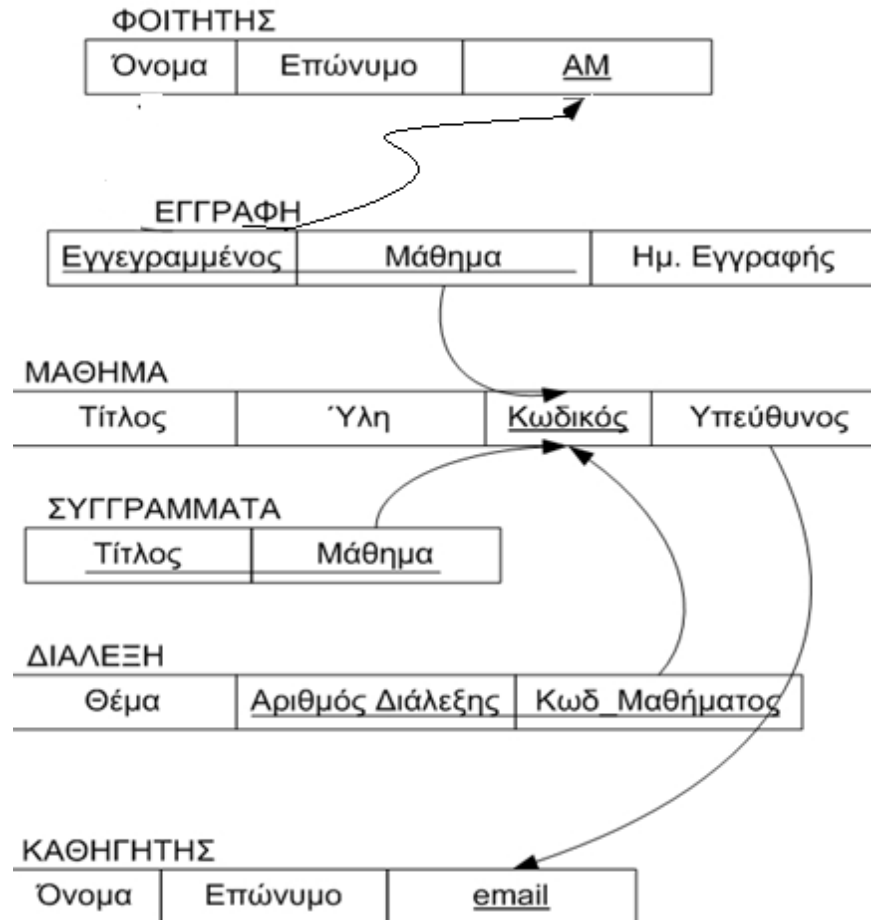 ΦΟΙΤΗΤΗΣ
Όνομα Επώνυμο ΑΜ
ΕΓΓΡΑΦΗ
Εγγεγραμμένος Μάθημα Ημ. Εγγραφής
ΜΑΘΗΜΑ
Τίτλος Ύλη Κωδικός Υπεύθυνος
ΣΥΓΓΡΑΜΜΑΤΑ
Τίτλος Μάθημα
ΔΙΑΛΕΞΗ
Θέμα Αριθμός Διάλεξης Κωδ_Μαθήματος
ΚΑΘΗΓΗΤΗΣ
Όνομα Επώνυμο email